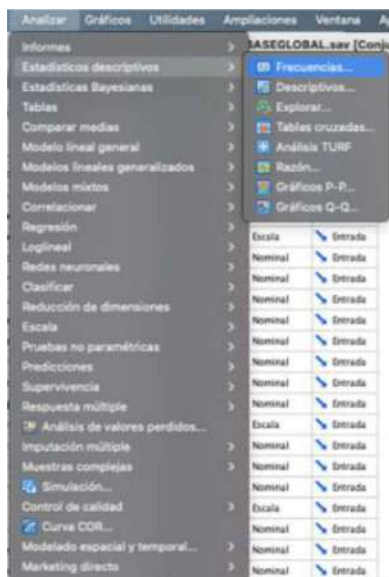 Analizar Gráficos Utilidades Ampliaciones Ventana
BASEGLOBAL.sav [Conj
Informes
Estadísticos descriptivos
Estadísticas Bayesianas
Tablas
Comparar medias
Modelo lineal general
Modelos lineales generalizados
Modelos mixtos
Correlacionar
Regresión
Loglineal
Redes neuronales
Clasificar
Reducción de dimensiones
Escala
Pruebas no paramétricas
Predicciones
Supervivencia
Respuesta múltiple
Análisis de valores perdidos...
Imputación múltiple
Muestras complejas
Simulación...
Control de calidad
Curva COR...
Modelado espacial y temporal...
Marketing directo
Frecuencias...
Descriptivos...
Explorar...
Tablas cruzadas...
Análisis TURF
Razón...
Gráficos P-P...
Gráficos Q-Q...
Escala Entrada
Nominal Entrada
Nominal Entrada
Nominal Entrada
Nominal Entrada
Nominal Entrada
Nominal Entrada
Nominal Entrada
Nominal Entrada
Escala Entrada
Nominal Entrada
Nominal Entrada
Nominal Entrada
Escala Entrada
Nominal Entrada
Nominal Entrada
Nominal Entrada